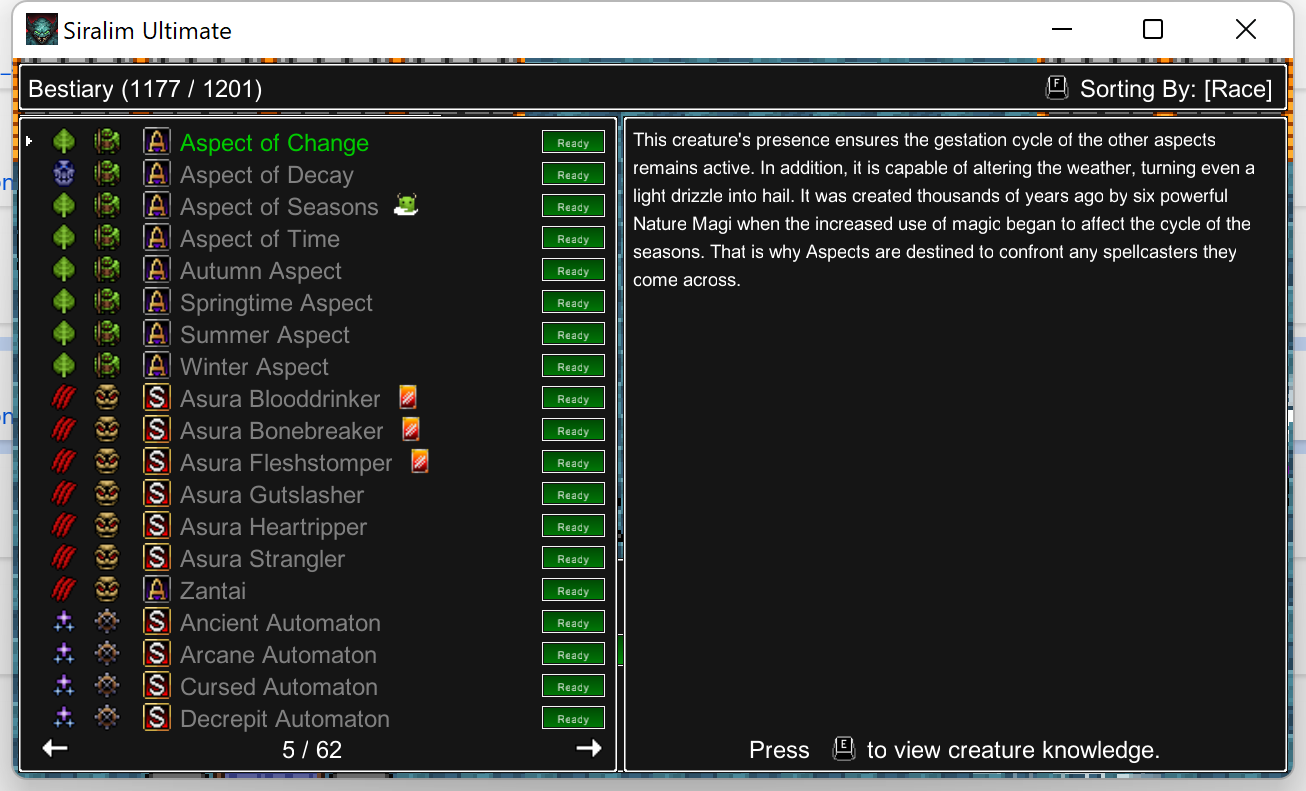 Siralim Ultimate
Bestiary (1177 / 1201)
F Sorting By: [Race]
A Aspect of Change Ready
A Aspect of Decay Ready
A Aspect of Seasons Ready
A Aspect of Time Ready
A Autumn Aspect Ready
A Springtime Aspect Ready
A Summer Aspect Ready
A Winter Aspect Ready
S Asura Blooddrinker Ready
S Asura Bonebreaker Ready
S Asura Fleshstomper Ready
S Asura Gutslasher Ready
S Asura Heartripper Ready
S Asura Strangler Ready
A Zantai Ready
S Ancient Automaton Ready
S Arcane Automaton Ready
S Cursed Automaton Ready
S Decrepit Automaton Ready
5 / 62
This creature's presence ensures the gestation cycle of the other aspects
remains active. In addition, it is capable of altering the weather, turning even a
light drizzle into hail. It was created thousands of years ago by six powerful
Nature Magi when the increased use of magic began to affect the cycle of the
seasons. That is why Aspects are destined to confront any spellcasters they
come across.
Press E to view creature knowledge.